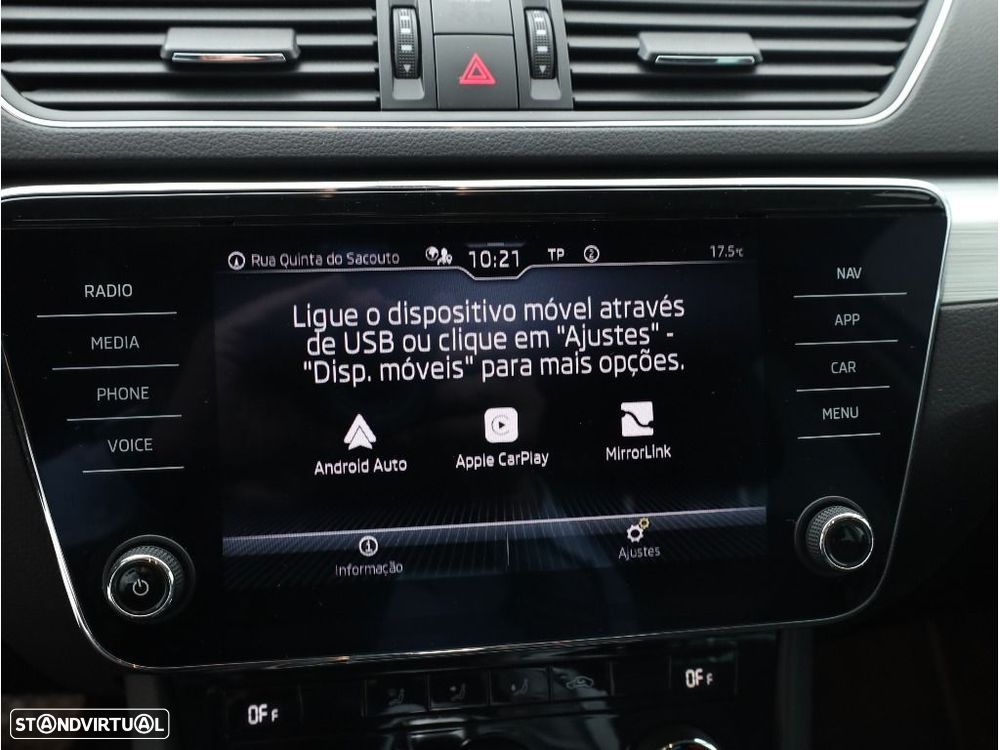 Rua Quinta do Sacouto 10:21 TP 2 17.5°C
RADIO
MEDIA
PHONE
VOICE
Ligue o dispositivo móvel através
de USB ou clique em "Ajustes" -
"Disp. móveis" para mais opções.
Android Auto
Apple CarPlay
MirrorLink
Informação
Ajustes
NAV
APP
CAR
MENU
OFF
OFF
STANDVIRTUAL